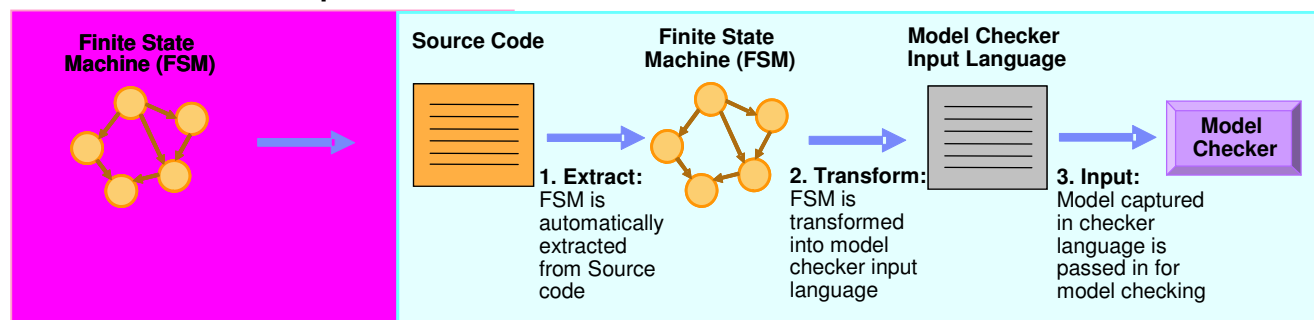 Finite State
Machine (FSM)
Source Code
Finite State
Machine (FSM)
Model Checker
Input Language
Model
Checker
1. Extract:
FSM is
automatically
extracted
from Source
code
2. Transform:
FSM is
transformed
into model
checker input
language
3. Input:
Model captured
in checker
language is
passed in for
model checking